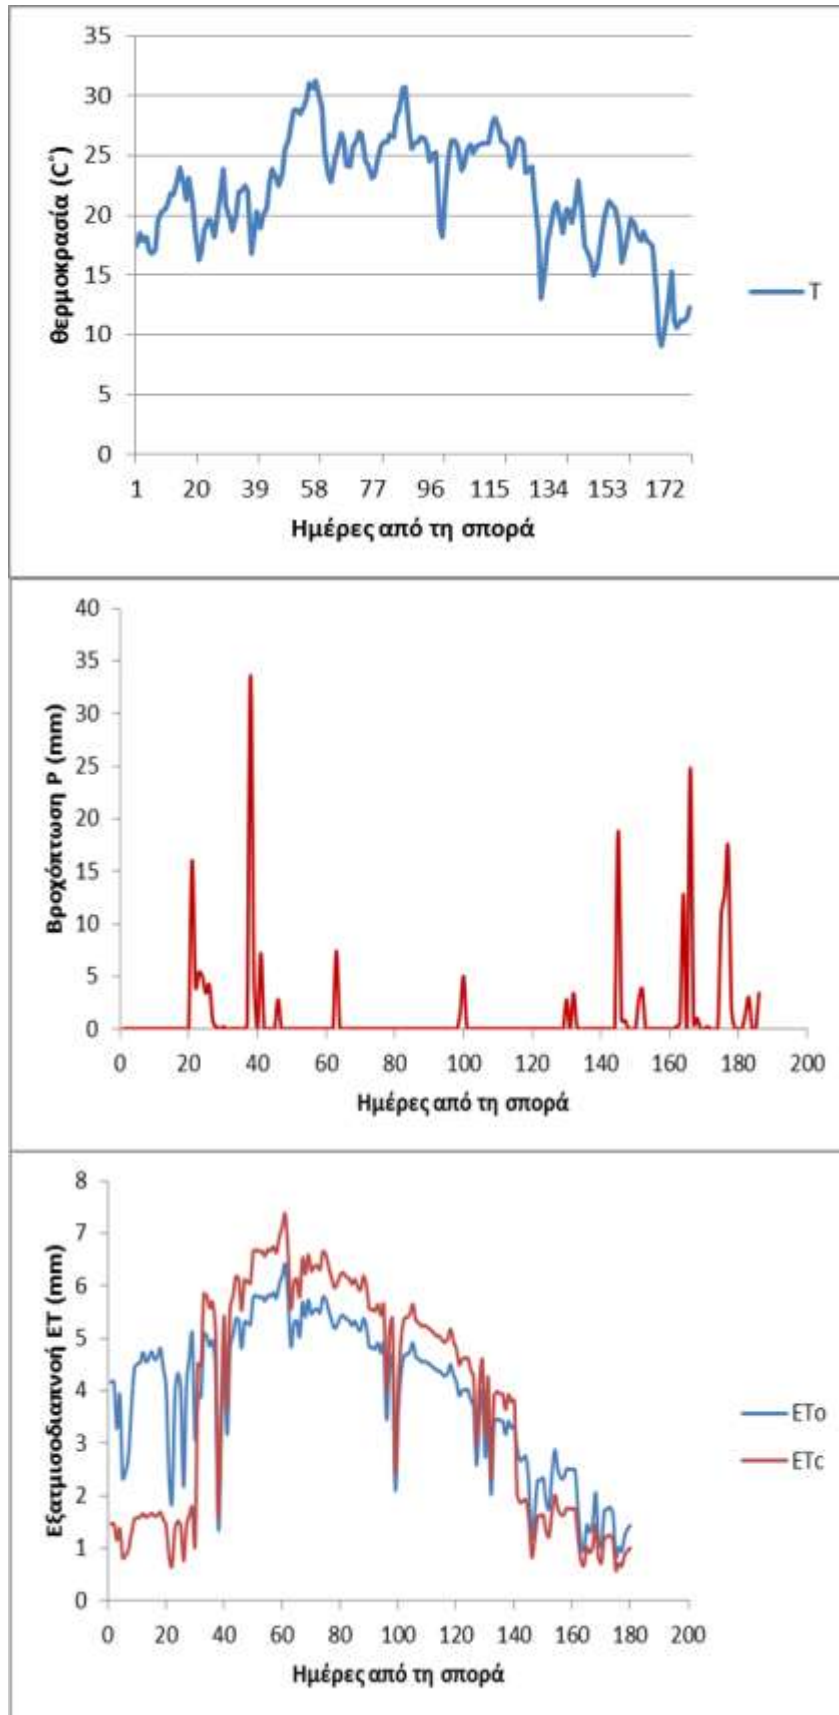 35
30
25
20
15
10
5
0
θερμοκρασία (C°)
1 20 39 58 77 96 115 134 153 172
Ημέρες από τη σπορά
T
40
35
30
25
20
15
10
5
0
Βροχόπτωση P (mm)
0 20 40 60 80 100 120 140 160 180 200
Ημέρες από τη σπορά
8
7
6
5
4
3
2
1
0
Εξατμισοδιαπνοή ET (mm)
0 20 40 60 80 100 120 140 160 180 200
Ημέρες από τη σπορά
ETo
ETc